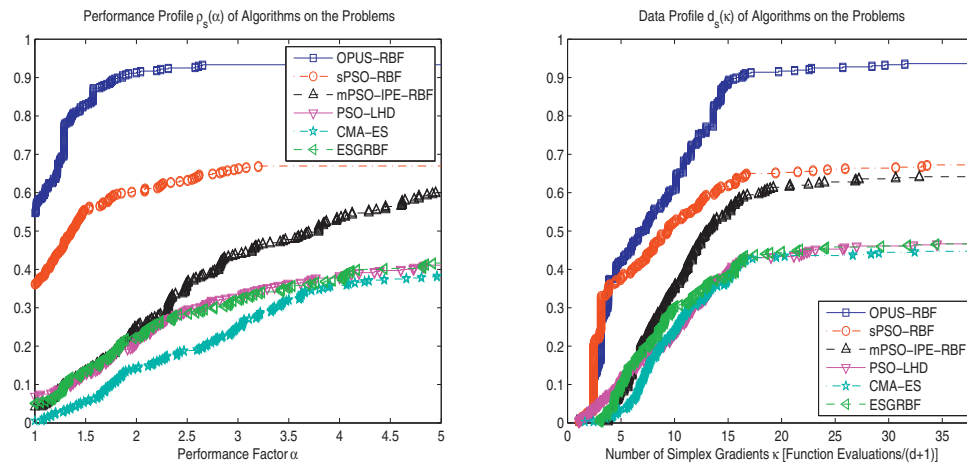 Performance Profile ρs(α) of Algorithms on the Problems
1
0.9
0.8
0.7
0.6
0.5
0.4
0.3
0.2
0.1
0
1
1.5
2
2.5
3
3.5
4
4.5
5
Performance Factor α
OPUS−RBF
sPSO−RBF
mPSO−IPE−RBF
PSO−LHD
CMA−ES
ESGRBF
Data Profile ds(κ) of Algorithms on the Problems
1
0.9
0.8
0.7
0.6
0.5
0.4
0.3
0.2
0.1
0
0
5
10
15
20
25
30
35
Number of Simplex Gradients κ [Function Evaluations/(d+1)]
OPUS−RBF
sPSO−RBF
mPSO−IPE−RBF
PSO−LHD
CMA−ES
ESGRBF